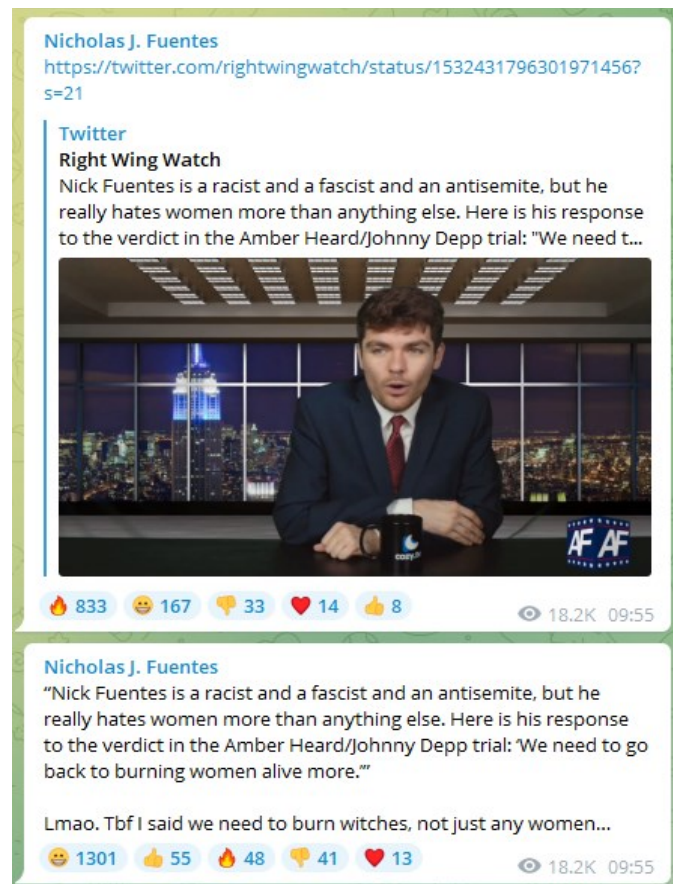 Nicholas J. Fuentes
https://twitter.com/rightwingwatch/status/1532431796301971456?
s=21
Twitter
Right Wing Watch
Nick Fuentes is a racist and a fascist and an antisemite, but he
really hates women more than anything else. Here is his response
to the verdict in the Amber Heard/Johnny Depp trial: "We need t...
cozy.tv
AF AF
🔥 833 😀 167 👎 33 ❤️ 14 👍 8
18.2K 09:55
Nicholas J. Fuentes
“Nick Fuentes is a racist and a fascist and an antisemite, but he
really hates women more than anything else. Here is his response
to the verdict in the Amber Heard/Johnny Depp trial: ‘We need to go
back to burning women alive more.’”
Lmao. Tbf I said we need to burn witches, not just any women...
😀 1301 👍 55 🔥 48 👎 41 ❤️ 13
18.2K 09:55